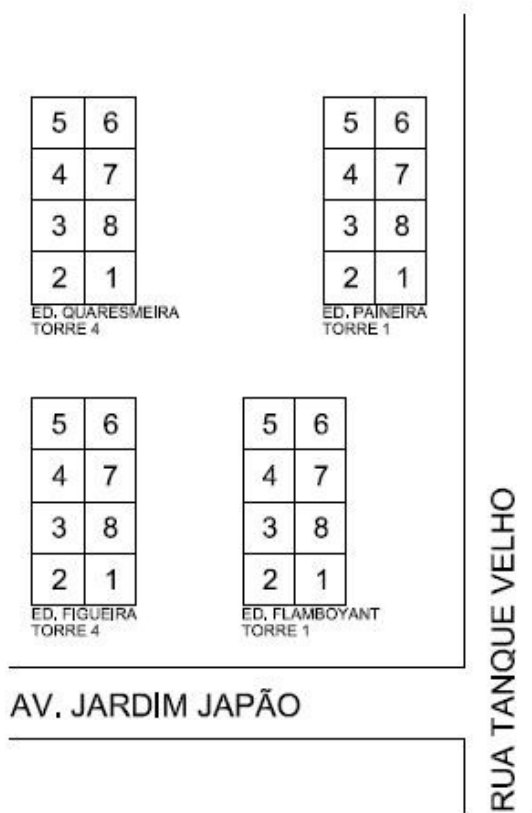 5 6 5 6
4 7 4 7
3 8 3 8
2 1 2 1
ED. QUARESMEIRA ED. PAINEIRA
TORRE 4 TORRE 1
5 6 5 6
4 7 4 7
3 8 3 8
2 1 2 1
ED. FIGUEIRA ED. FLAMBOYANT
TORRE 4 TORRE 1
AV. JARDIM JAPÃO
RUA TANQUE VELHO